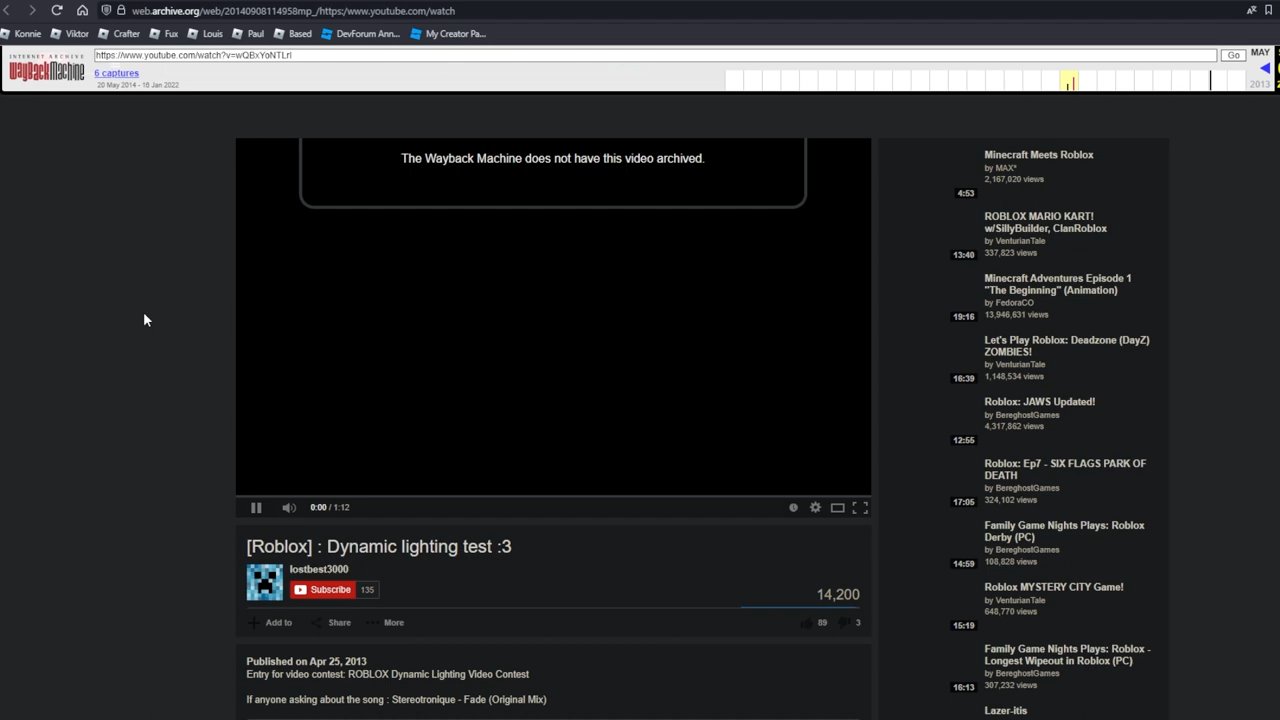 web.archive.org/web/20140908114958mp_/https:/www.youtube.com/watch
Konnie Viktor Crafter Fux Louis Paul Based DevForum Ann... My Creator Pa...
INTERNET ARCHIVE
WayBackMachine
https://www.youtube.com/watch?v=wQBxYoNTLrI
Go
MAY
6 captures
20 May 2014 - 18 Jan 2022
2013
The Wayback Machine does not have this video archived.
0:00 / 1:12
[Roblox] : Dynamic lighting test :3
lostbest3000
Subscribe 135
14,200
Add to Share More
89 3
Published on Apr 25, 2013
Entry for video contest: ROBLOX Dynamic Lighting Video Contest
If anyone asking about the song : Stereotronique - Fade (Original Mix)
Minecraft Meets Roblox
by MAX*
2,167,020 views
4:53
ROBLOX MARIO KART!
w/SillyBuilder, ClanRoblox
by VenturianTale
337,823 views
13:40
Minecraft Adventures Episode 1
"The Beginning" (Animation)
by FedoraCO
13,946,631 views
19:16
Let's Play Roblox: Deadzone (DayZ)
ZOMBIES!
by VenturianTale
1,148,534 views
16:39
Roblox: JAWS Updated!
by BereghostGames
4,317,862 views
12:55
Roblox: Ep7 - SIX FLAGS PARK OF
DEATH
by BereghostGames
324,102 views
17:05
Family Game Nights Plays: Roblox
Derby (PC)
by BereghostGames
108,828 views
14:59
Roblox MYSTERY CITY Game!
by VenturianTale
648,770 views
15:19
Family Game Nights Plays: Roblox -
Longest Wipeout in Roblox (PC)
by BereghostGames
307,232 views
16:13
Lazer-itis